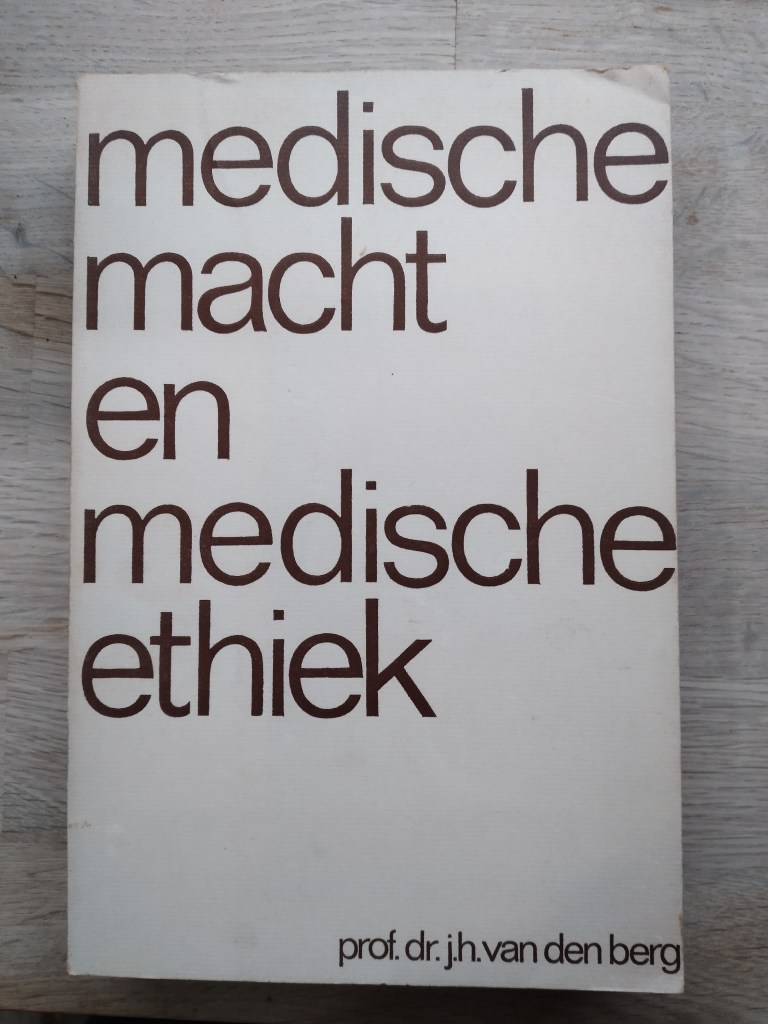 medische
macht
en
medische
ethiek
prof. dr. j.h. van den berg